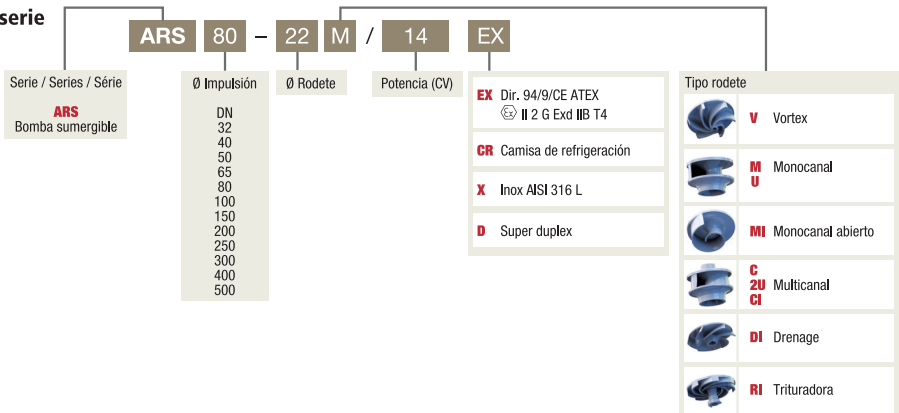 serie
ARS 80 – 22 M / 14 EX
Serie / Series / Série
ARS
Bomba sumergible
Ø Impulsión
DN
32
40
50
65
80
100
150
200
250
300
400
500
Ø Rodete
Potencia (CV)
EX Dir. 94/9/CE ATEX
Ex II 2 G Exd IIB T4
CR Camisa de refrigeración
X Inox AISI 316 L
D Super duplex
Tipo rodete
V Vortex
M Monocanal
U
MI Monocanal abierto
C
2U Multicanal
CI
DI Drenage
RI Trituradora